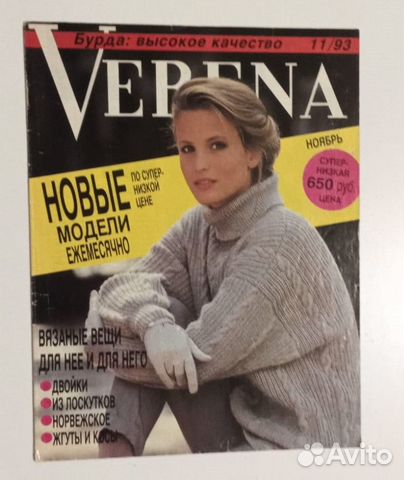 Бурда: высокое качество 11/93
VERENA
НОЯБРЬ
СУПЕР-
НИЗКАЯ
650 руб.
ЦЕНА
НОВЫЕ
ПО СУПЕР-
НИЗКОЙ
ЦЕНЕ
МОДЕЛИ
ЕЖЕМЕСЯЧНО
ВЯЗАНЫЕ ВЕЩИ
ДЛЯ НЕЕ И ДЛЯ НЕГО
ДВОЙКИ
ИЗ ЛОСКУТКОВ
НОРВЕЖСКОЕ
ЖГУТЫ И КОСЫ
Avito